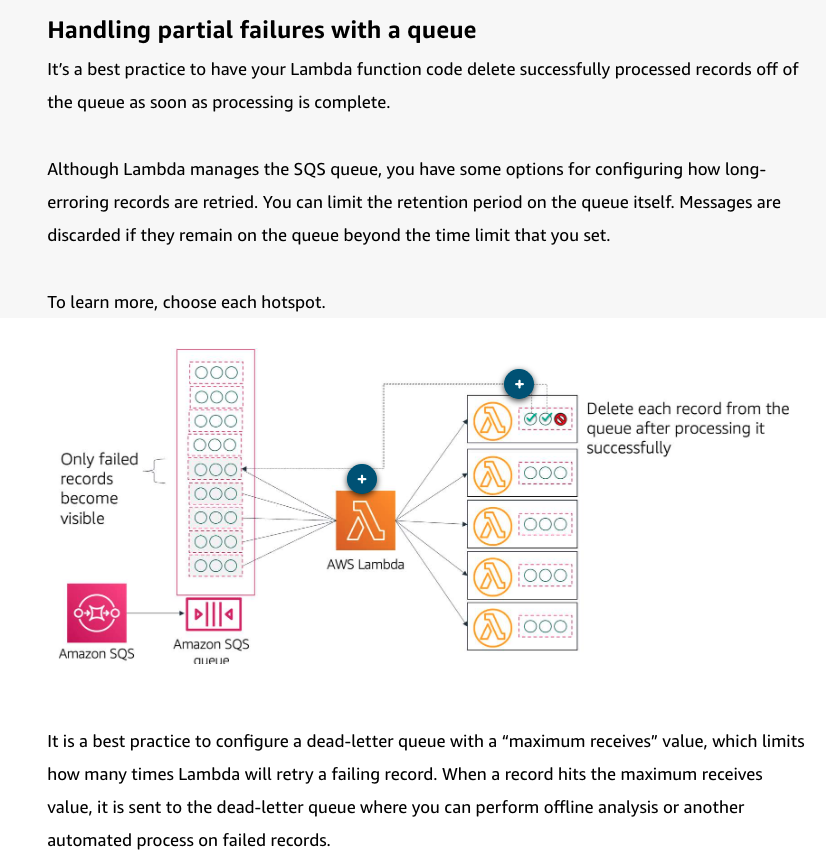 Handling partial failures with a queue
It's a best practice to have your Lambda function code delete successfully processed records off of
the queue as soon as processing is complete.
Although Lambda manages the SQS queue, you have some options for configuring how long-
erroring records are retried. You can limit the retention period on the queue itself. Messages are
discarded if they remain on the queue beyond the time limit that you set.
To learn more, choose each hotspot.
Delete each record from the
queue after processing it
successfully
Only failed
records
become
visible
AWS Lambda
Amazon SQS
Amazon SQS
queue
It is a best practice to configure a dead-letter queue with a “maximum receives” value, which limits
how many times Lambda will retry a failing record. When a record hits the maximum receives
value, it is sent to the dead-letter queue where you can perform offline analysis or another
automated process on failed records.